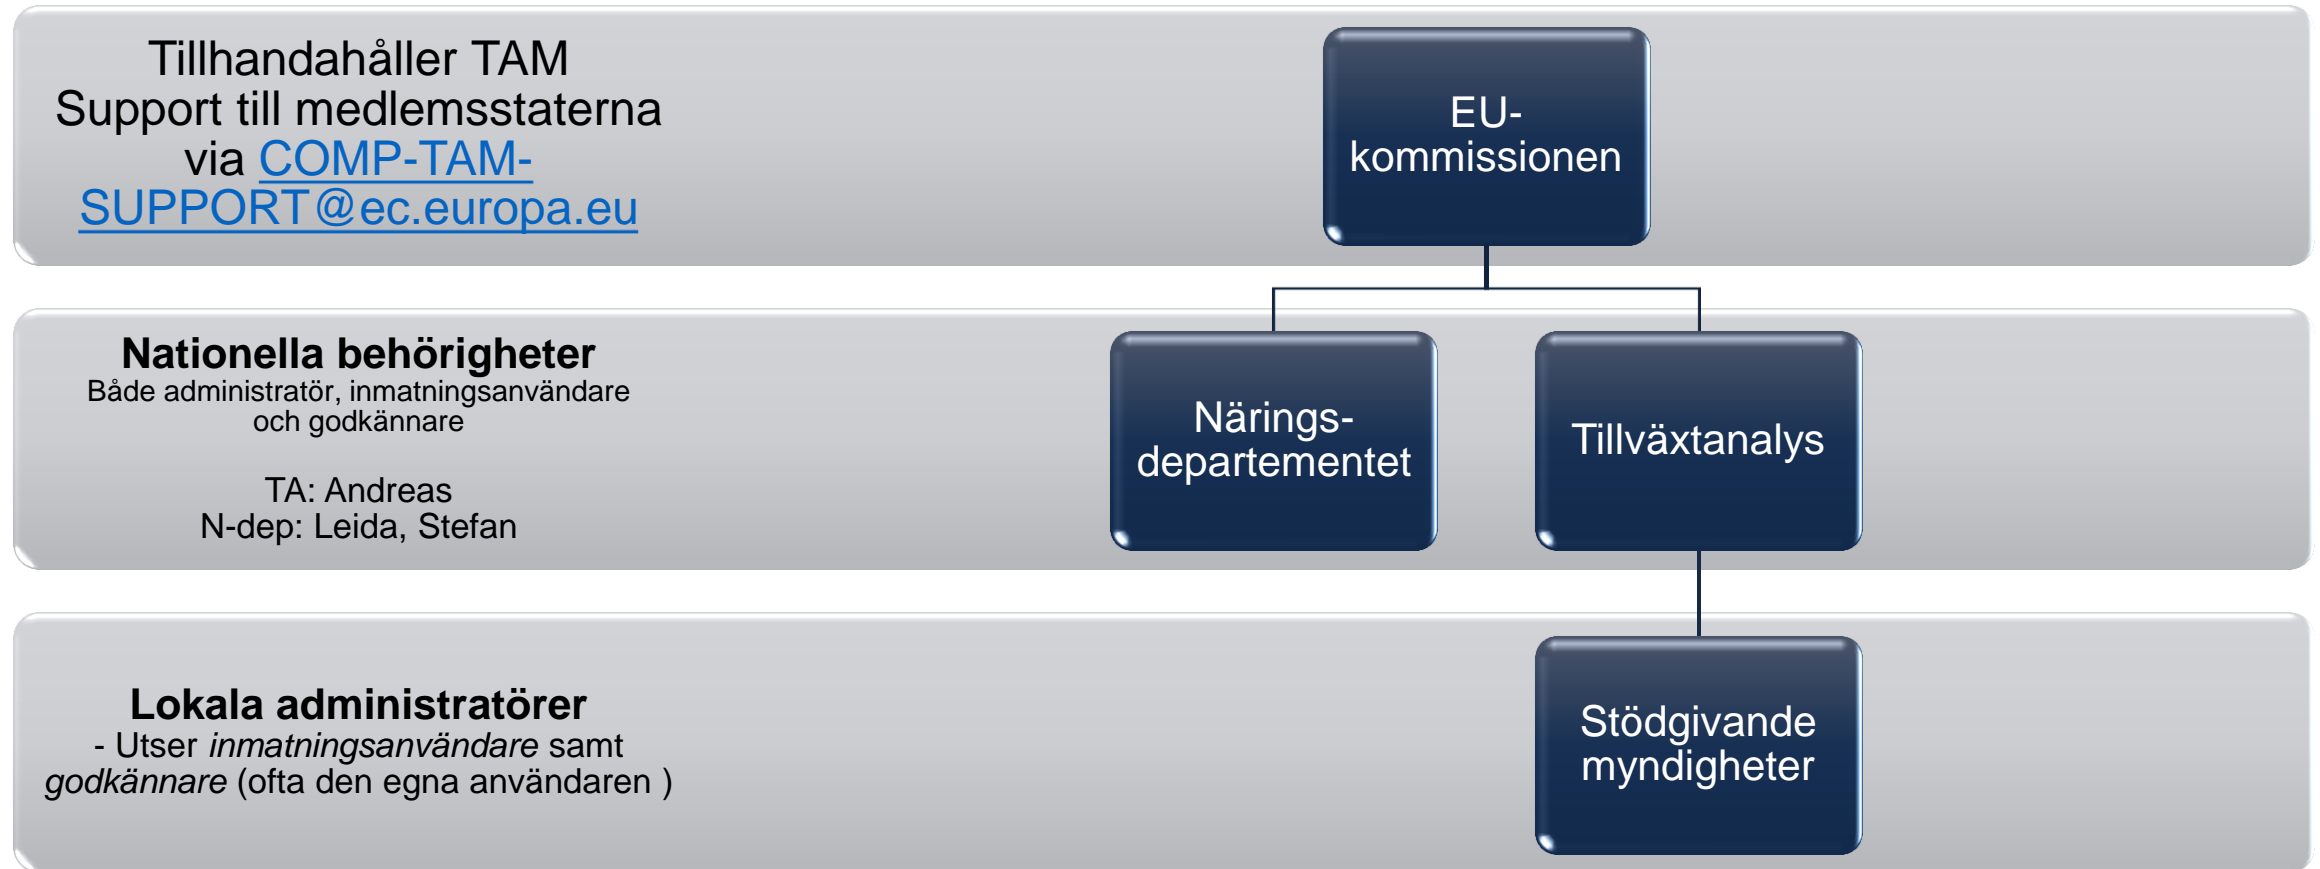 Tillhandahåller TAM
Support till medlemsstaterna
via COMP-TAM-
SUPPORT@ec.europa.eu
EU-
kommissionen
Nationella behörigheter
Både administratör, inmatningsanvändare
och godkännare
TA: Andreas
N-dep: Leida, Stefan
Närings-
departementet
Tillväxtanalys
Lokala administratörer
- Utser inmatningsanvändare samt
godkännare (ofta den egna användaren )
Stödgivande
myndigheter